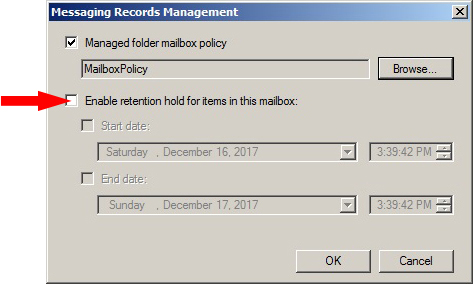 Messaging Records Management
Managed folder mailbox policy
MailboxPolicy Browse...
Enable retention hold for items in this mailbox:
Start date:
Saturday , December 16, 2017 3:39:42 PM
End date:
Sunday , December 17, 2017 3:39:42 PM
OK Cancel